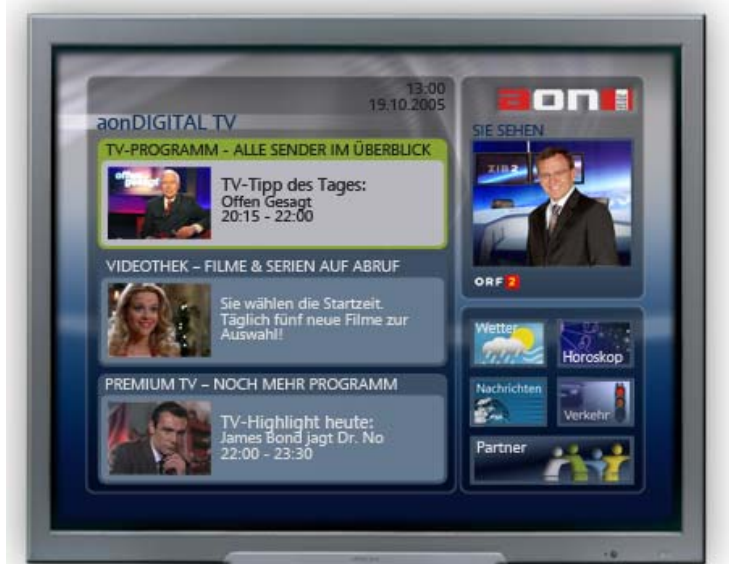 13:00
19.10.2005
aonDIGITAL TV
TV-PROGRAMM - ALLE SENDER IM ÜBERBLICK
offen
gesagt
TV-Tipp des Tages:
Offen Gesagt
20:15 - 22:00
VIDEOTHEK – FILME & SERIEN AUF ABRUF
Sie wählen die Startzeit.
Täglich fünf neue Filme zur
Auswahl!
PREMIUM TV – NOCH MEHR PROGRAMM
TV-Highlight heute:
James Bond jagt Dr. No
22:00 - 23:30
aon
SIE SEHEN
ZIB2
ORF 2
Wetter
Horoskop
Nachrichten
Verkehr
Partner